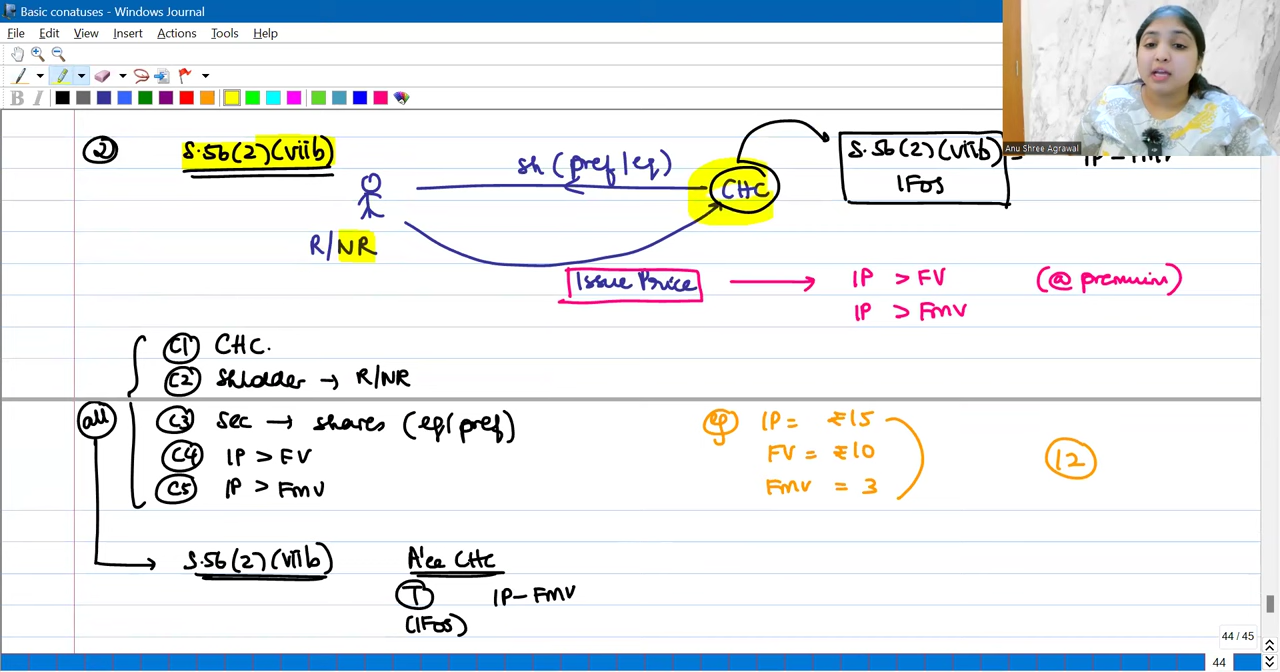 Basic conatuses - Windows Journal
File Edit View Insert Actions Tools Help
B I
Anu Shree Agrawal
2 S.56(2)(viib)
sh (pref/eq)
CHC
S.56(2)(viib) =
IFOS
R/NR
Issue Price
IP > FV (@ premium)
IP > FMV
C1 CHC.
C2 Sholder → R/NR
all
C3 Sec → shares (eq/pref)
C4 IP > FV
C5 IP > FMV
eg IP = ₹15
FV = ₹10
FMV = 3
12
S.56(2)(viib) A'ee CHC
T IP - FMV
(IFOS)
44 / 45
44